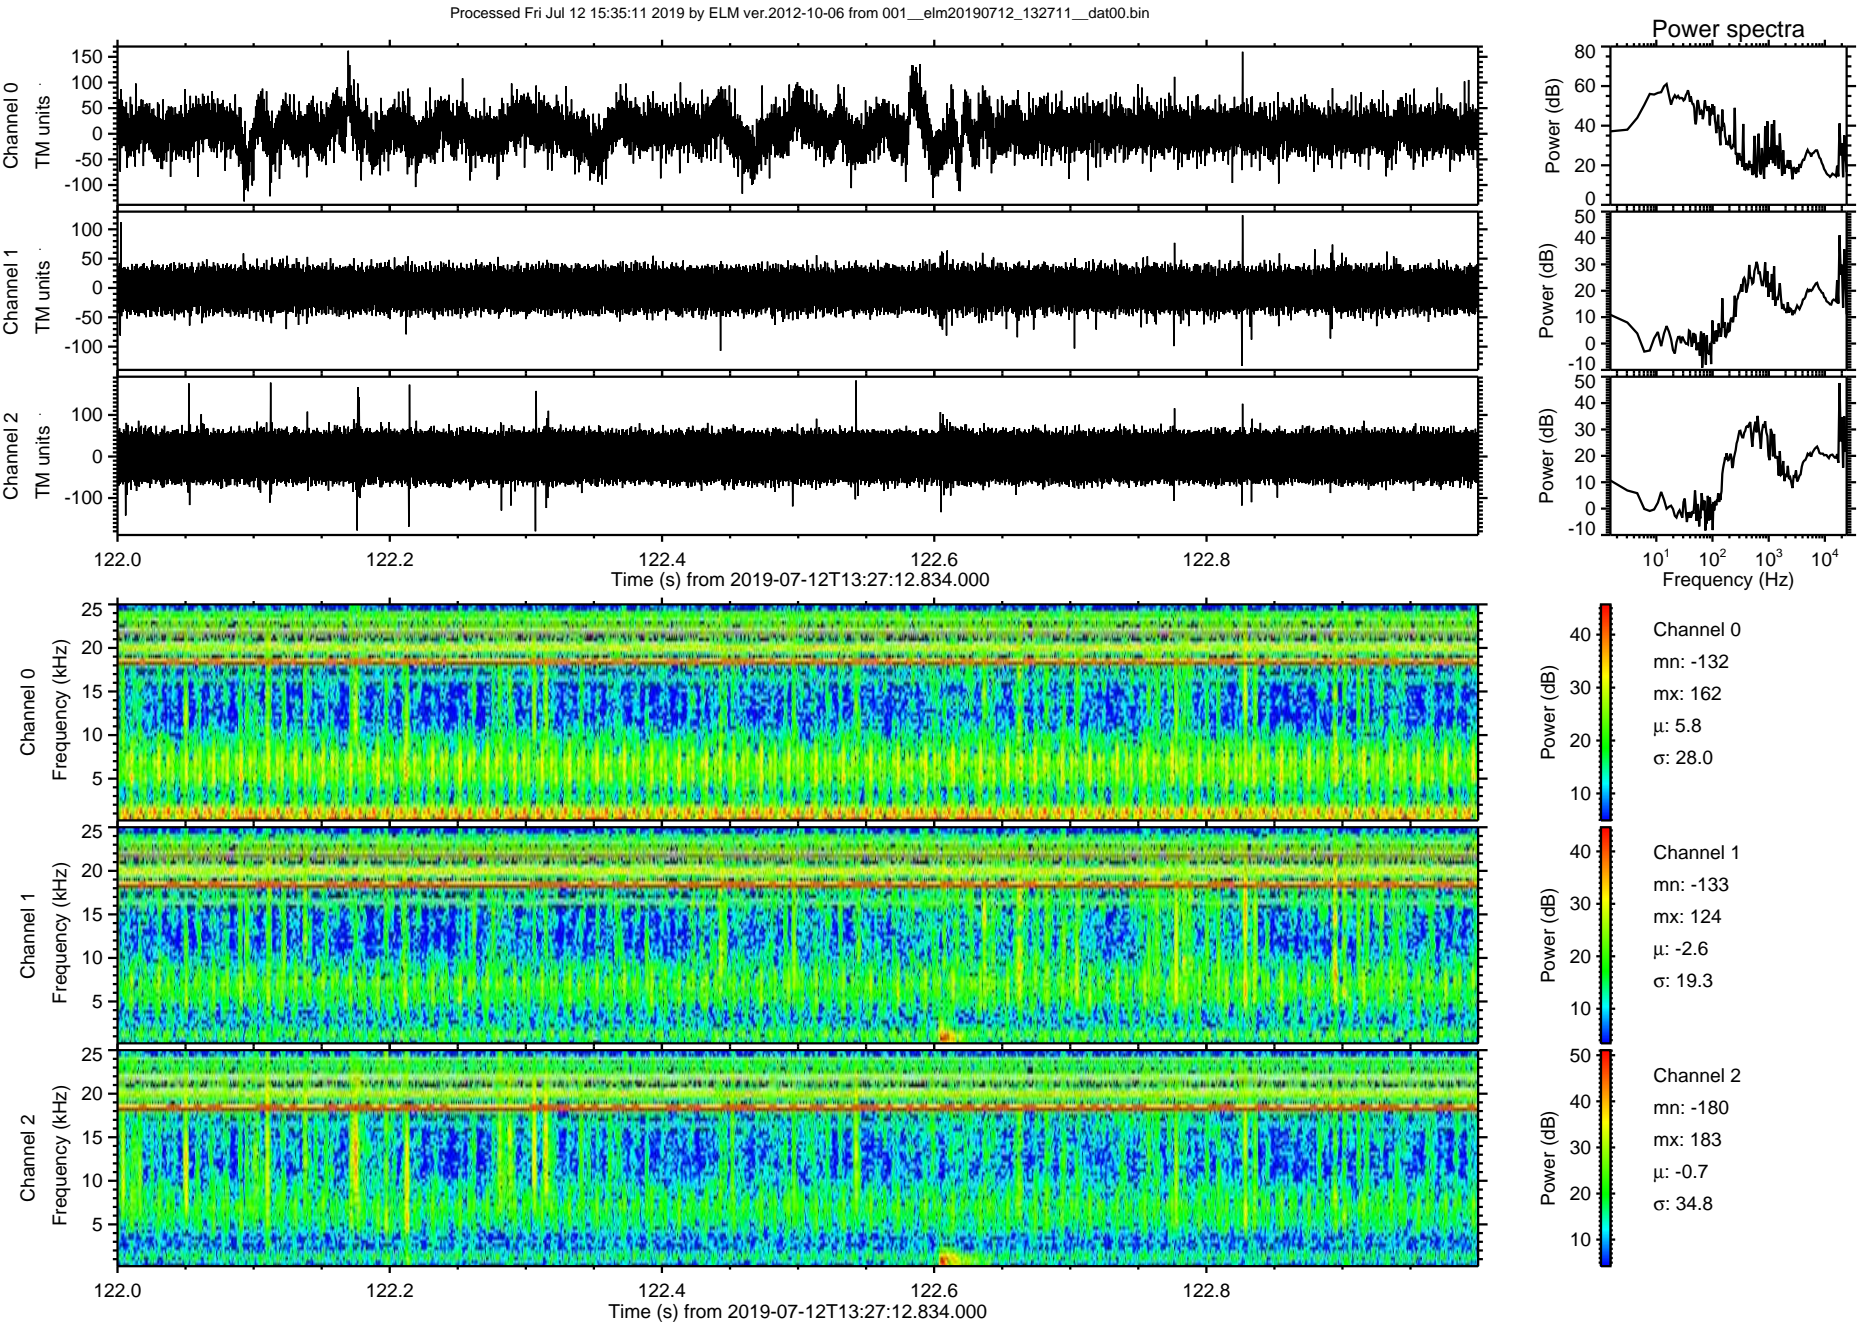 Processed Fri Jul 12 15:35:11 2019 by ELM ver.2012-10-06 from 001__elm20190712_132711__dat00.bin
Power spectra
Channel 0
TM units
150
100
50
0
-50
-100
Power (dB)
80
60
40
20
0
Channel 1
TM units
100
50
0
-50
-100
Power (dB)
50
40
30
20
10
0
-10
Channel 2
TM units
100
0
-100
Power (dB)
50
40
30
20
10
0
-10
122.0 122.2 122.4 122.6 122.8
Time (s) from 2019-07-12T13:27:12.834.000
10¹ 10² 10³ 10⁴
Frequency (Hz)
Channel 0
Frequency (kHz)
25
20
15
10
5
Power (dB)
40
30
20
10
Channel 0
mn: -132
mx: 162
μ: 5.8
σ: 28.0
Channel 1
Frequency (kHz)
25
20
15
10
5
Power (dB)
40
30
20
10
Channel 1
mn: -133
mx: 124
μ: -2.6
σ: 19.3
Channel 2
Frequency (kHz)
25
20
15
10
5
Power (dB)
50
40
30
20
10
Channel 2
mn: -180
mx: 183
μ: -0.7
σ: 34.8
122.0 122.2 122.4 122.6 122.8
Time (s) from 2019-07-12T13:27:12.834.000